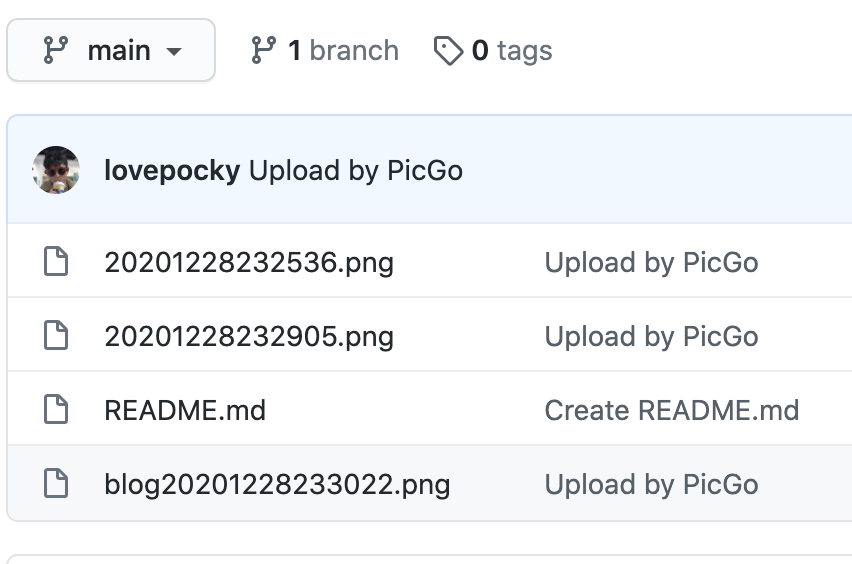 main 1 branch 0 tags
lovepocky Upload by PicGo
20201228232536.png Upload by PicGo
20201228232905.png Upload by PicGo
README.md Create README.md
blog20201228233022.png Upload by PicGo